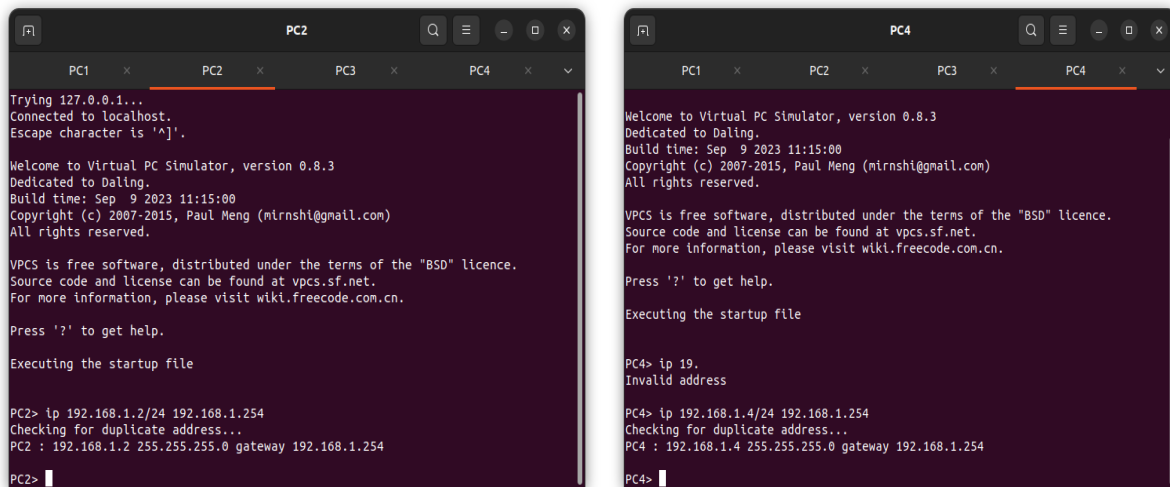 PC2
PC1 × PC2 × PC3 × PC4 ×
Trying 127.0.0.1...
Connected to localhost.
Escape character is '^]'.
Welcome to Virtual PC Simulator, version 0.8.3
Dedicated to Daling.
Build time: Sep  9 2023 11:15:00
Copyright (c) 2007-2015, Paul Meng (mirnshi@gmail.com)
All rights reserved.
VPCS is free software, distributed under the terms of the "BSD" licence.
Source code and license can be found at vpcs.sf.net.
For more information, please visit wiki.freecode.com.cn.
Press '?' to get help.
Executing the startup file
PC2> ip 192.168.1.2/24 192.168.1.254
Checking for duplicate address...
PC2 : 192.168.1.2 255.255.255.0 gateway 192.168.1.254
PC2>
PC4
PC1 × PC2 × PC3 × PC4 ×
Welcome to Virtual PC Simulator, version 0.8.3
Dedicated to Daling.
Build time: Sep  9 2023 11:15:00
Copyright (c) 2007-2015, Paul Meng (mirnshi@gmail.com)
All rights reserved.
VPCS is free software, distributed under the terms of the "BSD" licence.
Source code and license can be found at vpcs.sf.net.
For more information, please visit wiki.freecode.com.cn.
Press '?' to get help.
Executing the startup file
PC4> ip 19.
Invalid address
PC4> ip 192.168.1.4/24 192.168.1.254
Checking for duplicate address...
PC4 : 192.168.1.4 255.255.255.0 gateway 192.168.1.254
PC4>